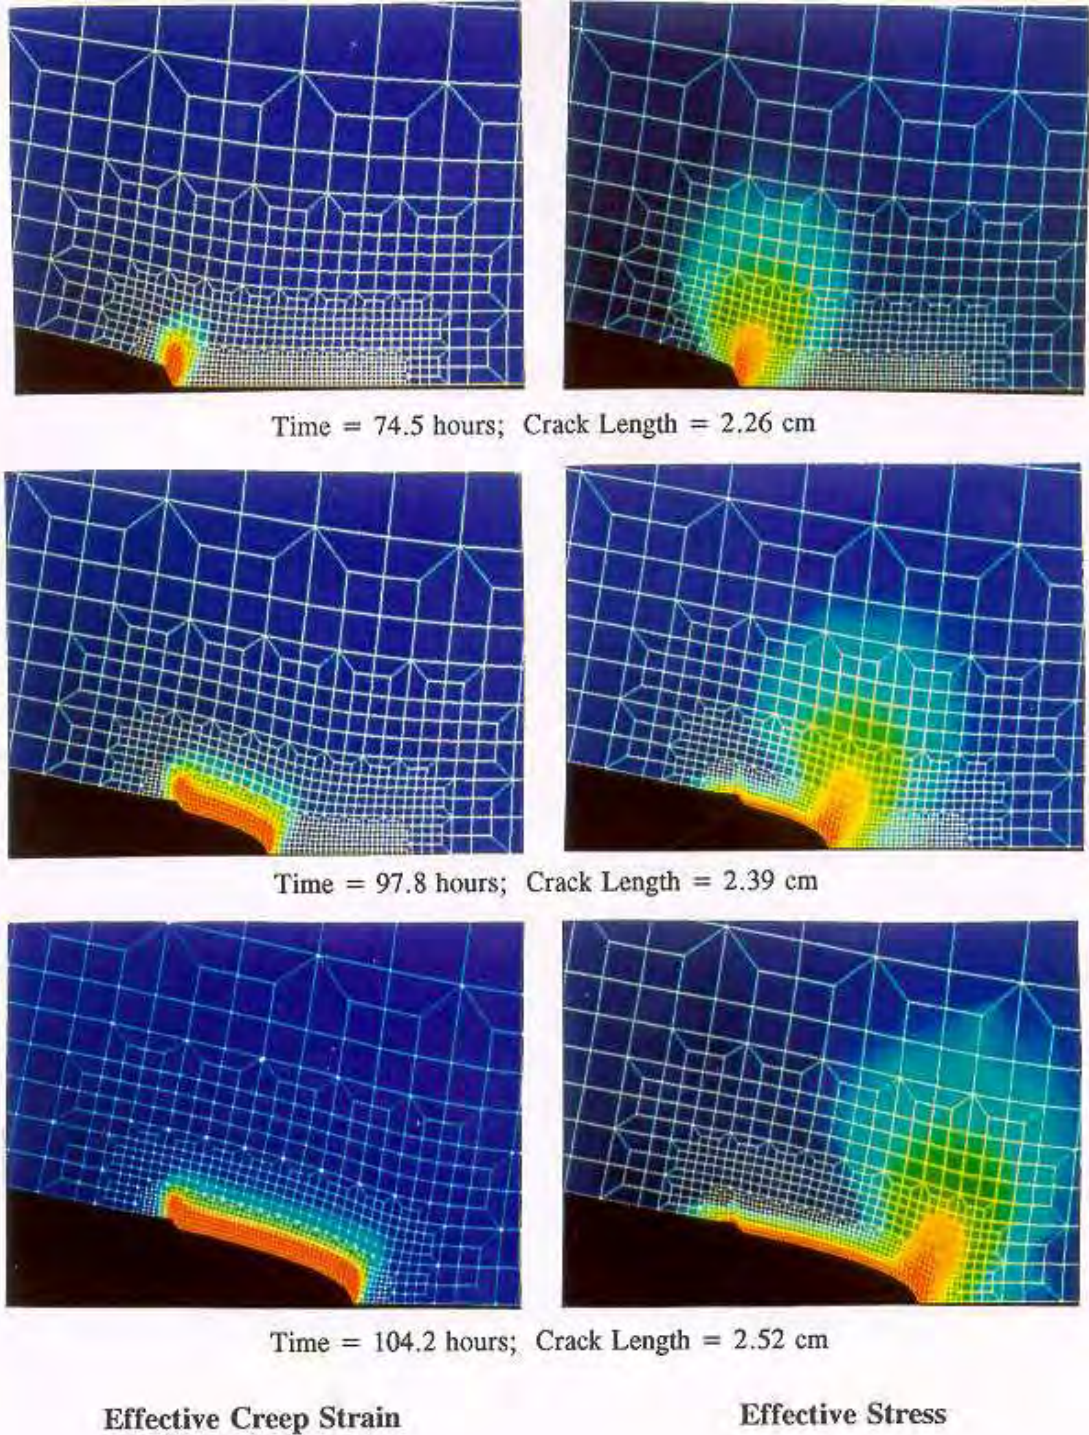 Time = 74.5 hours; Crack Length = 2.26 cm
Time = 97.8 hours; Crack Length = 2.39 cm
Time = 104.2 hours; Crack Length = 2.52 cm
Effective Creep Strain
Effective Stress